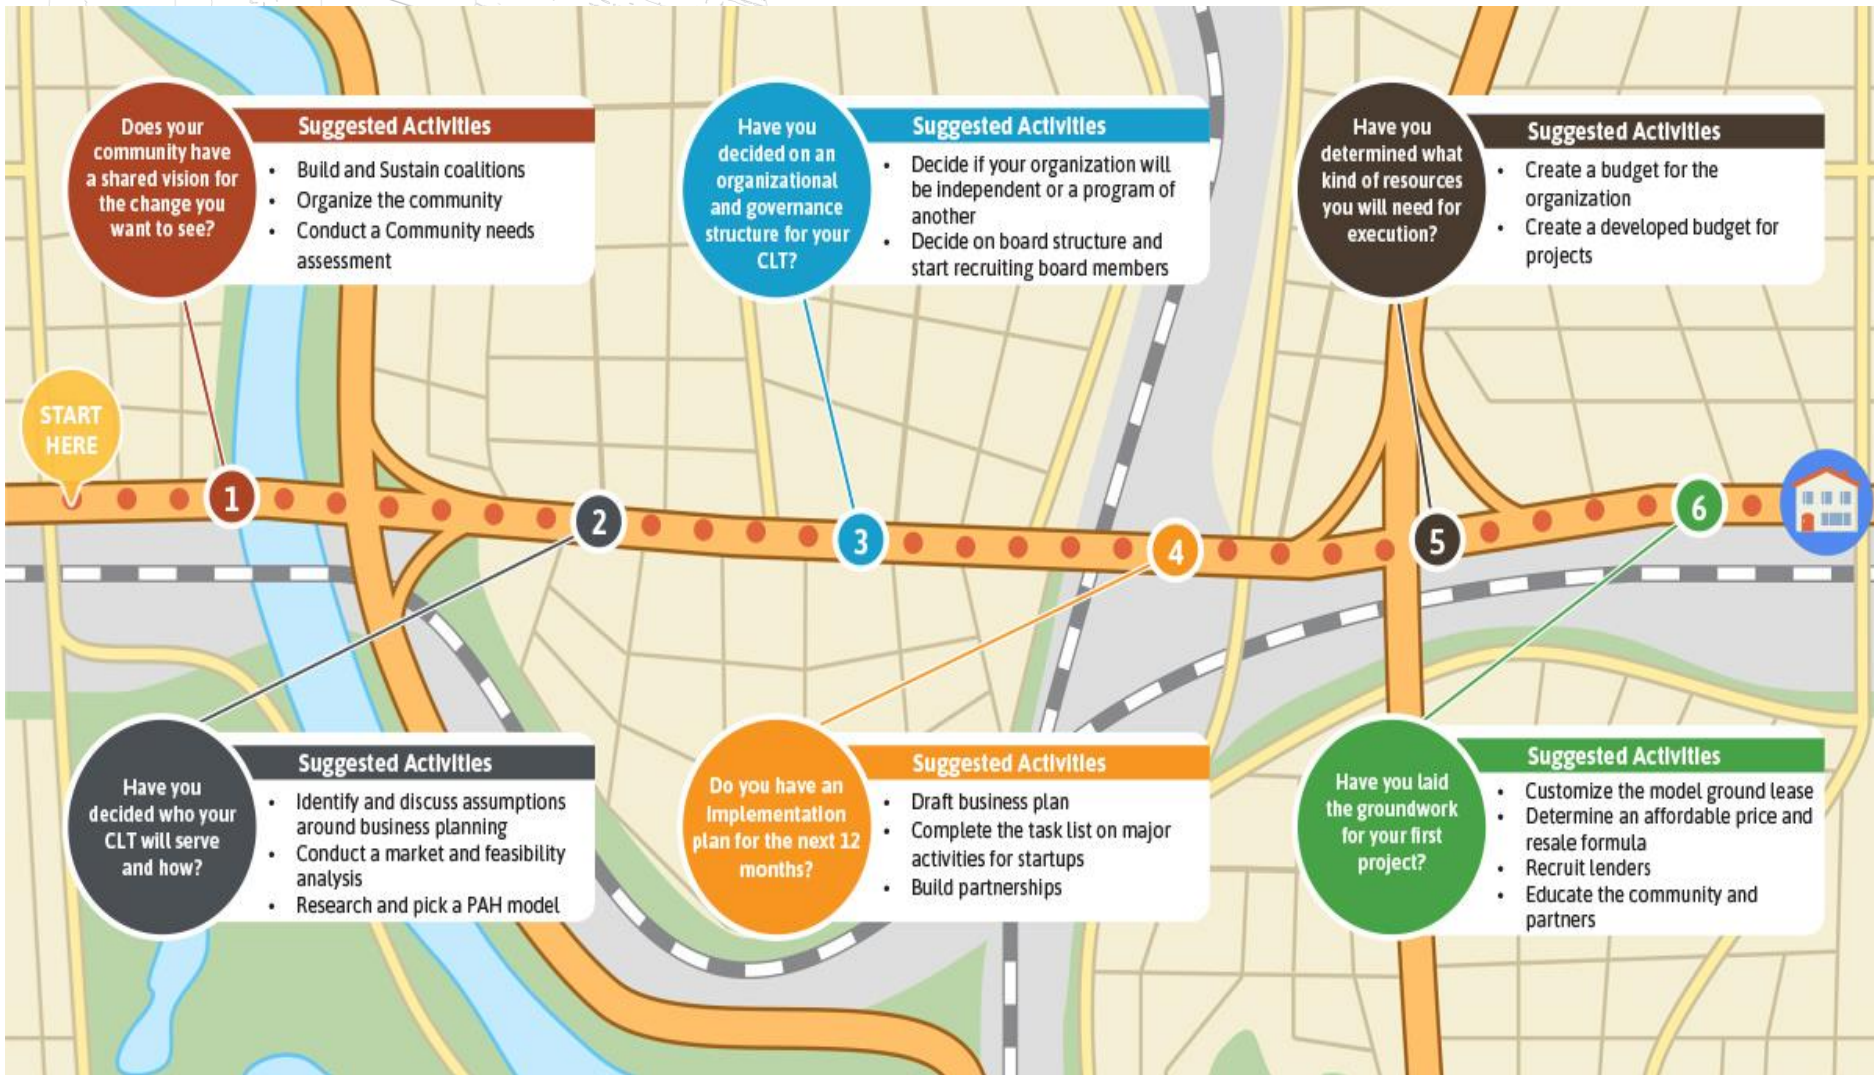 Does your
community have
a shared vision for
the change you
want to see?
Suggested Activities
• Build and Sustain coalitions
• Organize the community
• Conduct a Community needs
assessment
Have you
decided on an
organizational
and governance
structure for your
CLT?
Suggested Activities
• Decide if your organization will
be independent or a program of
another
• Decide on board structure and
start recruiting board members
Have you
determined what
kind of resources
you will need for
execution?
Suggested Activities
• Create a budget for the
organization
• Create a developed budget for
projects
START
HERE
1
2
3
4
5
6
Have you
decided who your
CLT will serve
and how?
Suggested Activities
• Identify and discuss assumptions
around business planning
• Conduct a market and feasibility
analysis
• Research and pick a PAH model
Do you have an
Implementation
plan for the next 12
months?
Suggested Activities
• Draft business plan
• Complete the task list on major
activities for startups
• Build partnerships
Have you laid
the groundwork
for your first
project?
Suggested Activities
• Customize the model ground lease
• Determine an affordable price and
resale formula
• Recruit lenders
• Educate the community and
partners